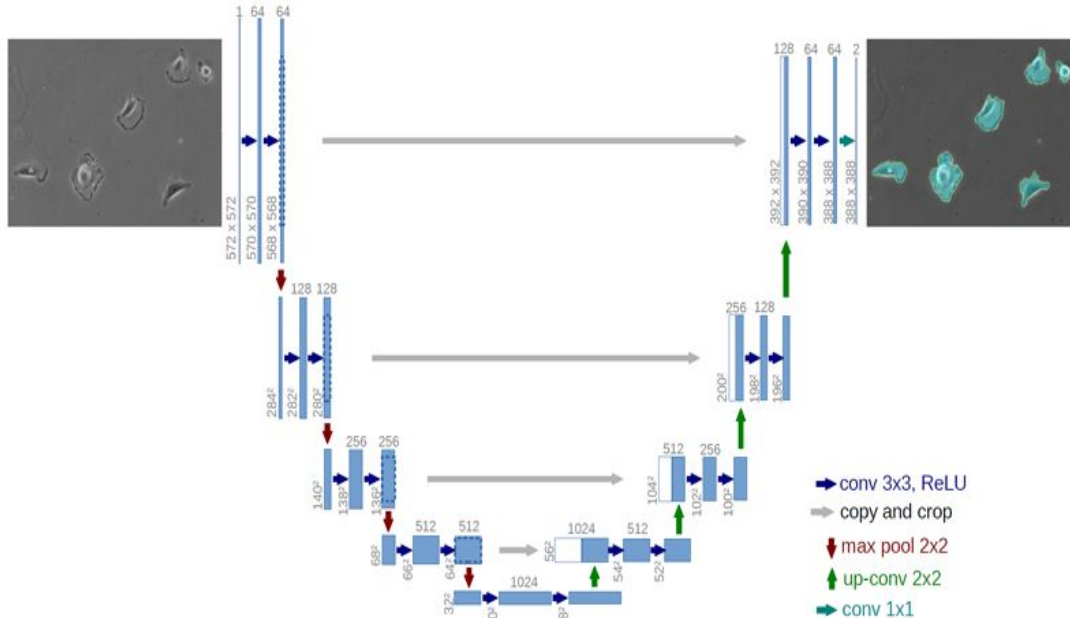 1 64 64
572 x 572
570 x 570
568 x 568
128 64 64 2
392 x 392
390 x 390
388 x 388
388 x 388
128 128
284²
282²
280²
256 128
200²
198²
196²
256 256
140²
138²
136²
512 256
104²
102²
100²
512 512
68²
66²
64²
1024 512
56²
54²
52²
1024
32²
conv 3x3, ReLU
copy and crop
max pool 2x2
up-conv 2x2
conv 1x1